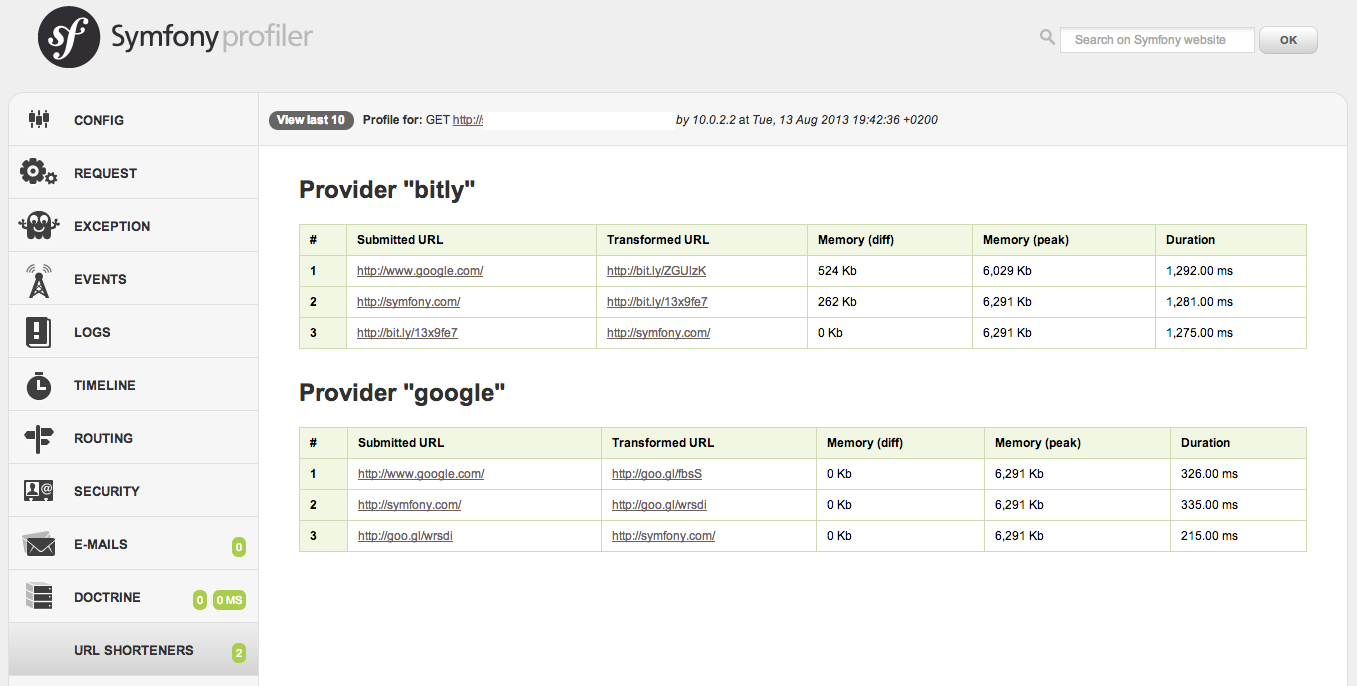 sf Symfony profiler
Search on Symfony website OK
CONFIG
REQUEST
EXCEPTION
EVENTS
LOGS
TIMELINE
ROUTING
SECURITY
E-MAILS 0
DOCTRINE 0 0 MS
URL SHORTENERS 2
View last 10 Profile for: GET http:// by 10.0.2.2 at Tue, 13 Aug 2013 19:42:36 +0200
Provider "bitly"
# Submitted URL Transformed URL Memory (diff) Memory (peak) Duration
1 http://www.google.com/ http://bit.ly/ZGUlzK 524 Kb 6,029 Kb 1,292.00 ms
2 http://symfony.com/ http://bit.ly/13x9fe7 262 Kb 6,291 Kb 1,281.00 ms
3 http://bit.ly/13x9fe7 http://symfony.com/ 0 Kb 6,291 Kb 1,275.00 ms
Provider "google"
# Submitted URL Transformed URL Memory (diff) Memory (peak) Duration
1 http://www.google.com/ http://goo.gl/fbsS 0 Kb 6,291 Kb 326.00 ms
2 http://symfony.com/ http://goo.gl/wrsdi 0 Kb 6,291 Kb 335.00 ms
3 http://goo.gl/wrsdi http://symfony.com/ 0 Kb 6,291 Kb 215.00 ms